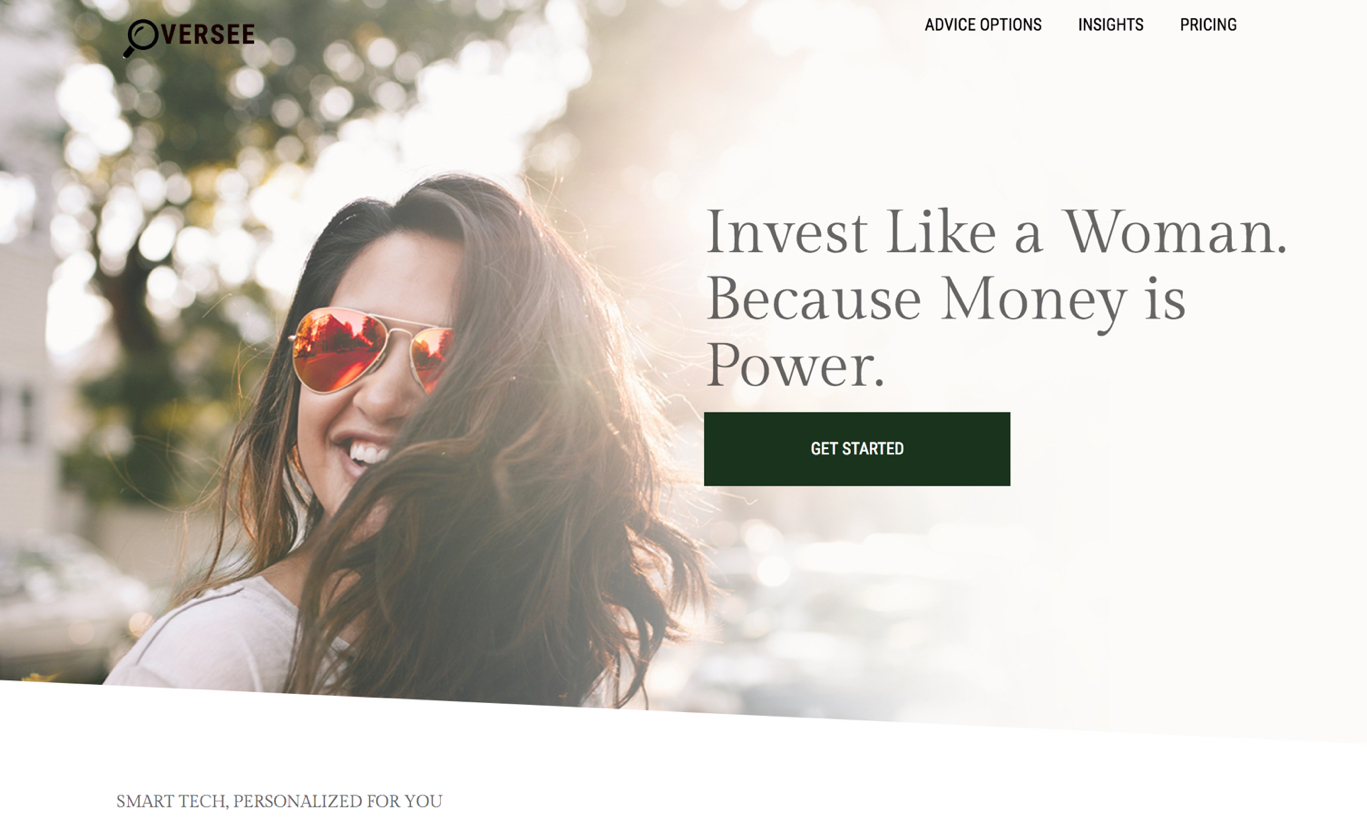 OVERSEE
ADVICE OPTIONS INSIGHTS PRICING
Invest Like a Woman.
Because Money is
Power.
GET STARTED
SMART TECH, PERSONALIZED FOR YOU